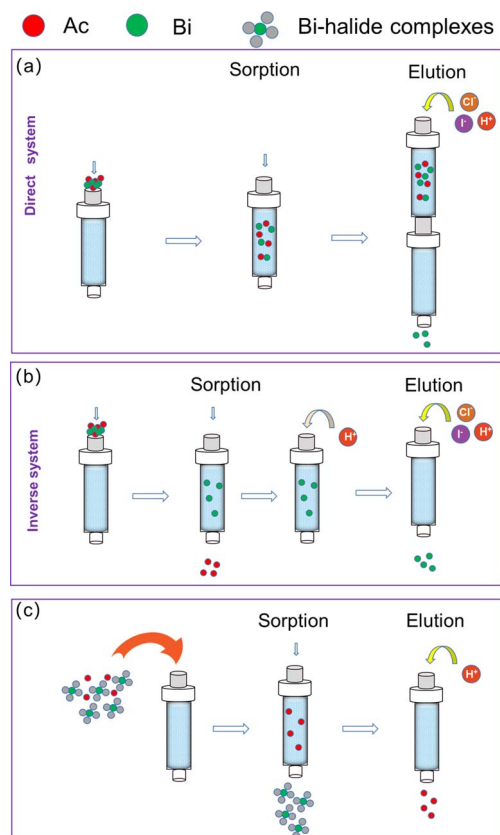 Ac Bi Bi-halide complexes
(a)
Sorption Elution
Cl⁻
I⁻ H⁺
Direct system
(b)
Sorption Elution
H⁺
Cl⁻
I⁻ H⁺
Inverse system
(c)
Sorption Elution
H⁺